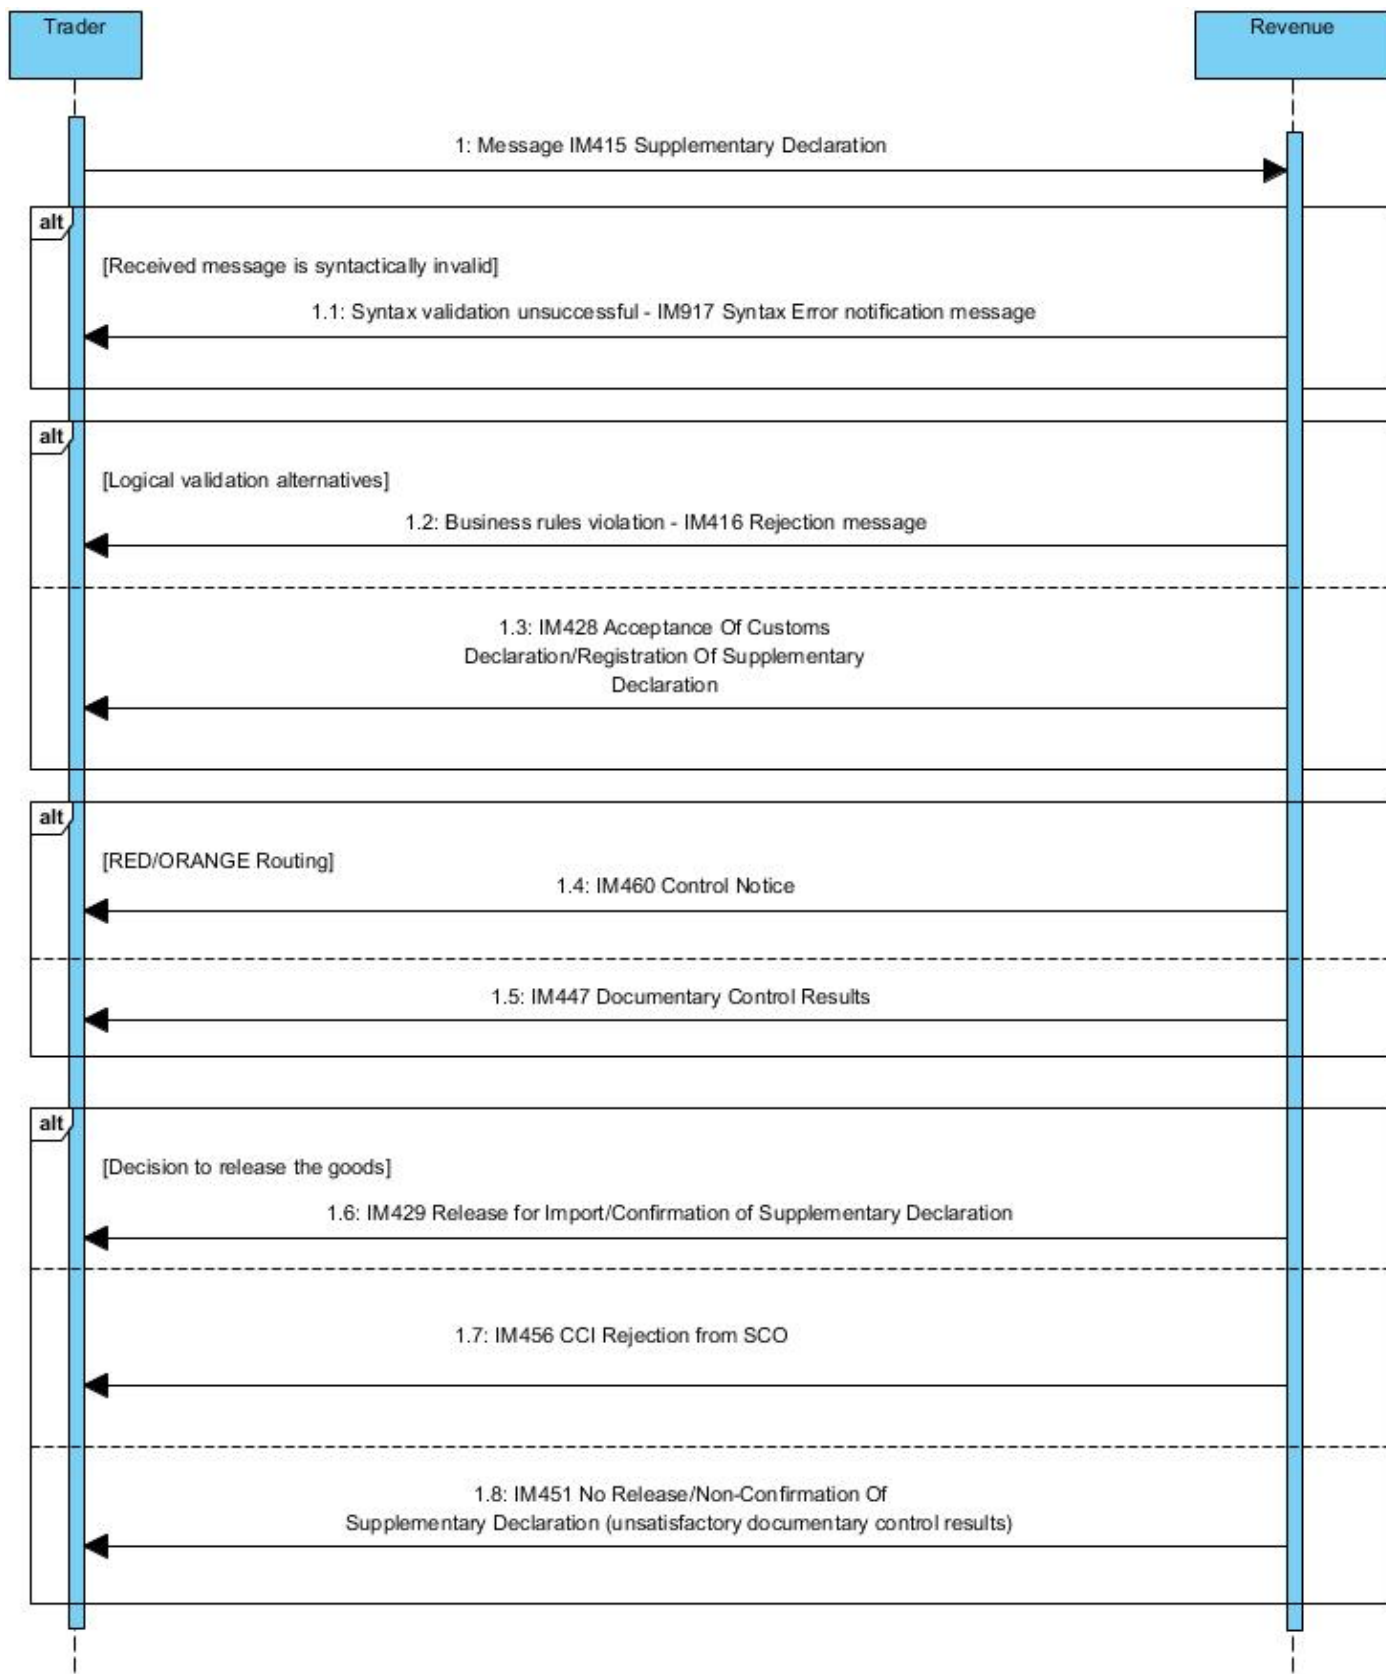 Trader
Revenue
1: Message IM415 Supplementary Declaration
alt
[Received message is syntactically invalid]
1.1: Syntax validation unsuccessful - IM917 Syntax Error notification message
alt
[Logical validation alternatives]
1.2: Business rules violation - IM416 Rejection message
1.3: IM428 Acceptance Of Customs
Declaration/Registration Of Supplementary
Declaration
alt
[RED/ORANGE Routing]
1.4: IM460 Control Notice
1.5: IM447 Documentary Control Results
alt
[Decision to release the goods]
1.6: IM429 Release for Import/Confirmation of Supplementary Declaration
1.7: IM456 CCI Rejection from SCO
1.8: IM451 No Release/Non-Confirmation Of
Supplementary Declaration (unsatisfactory documentary control results)